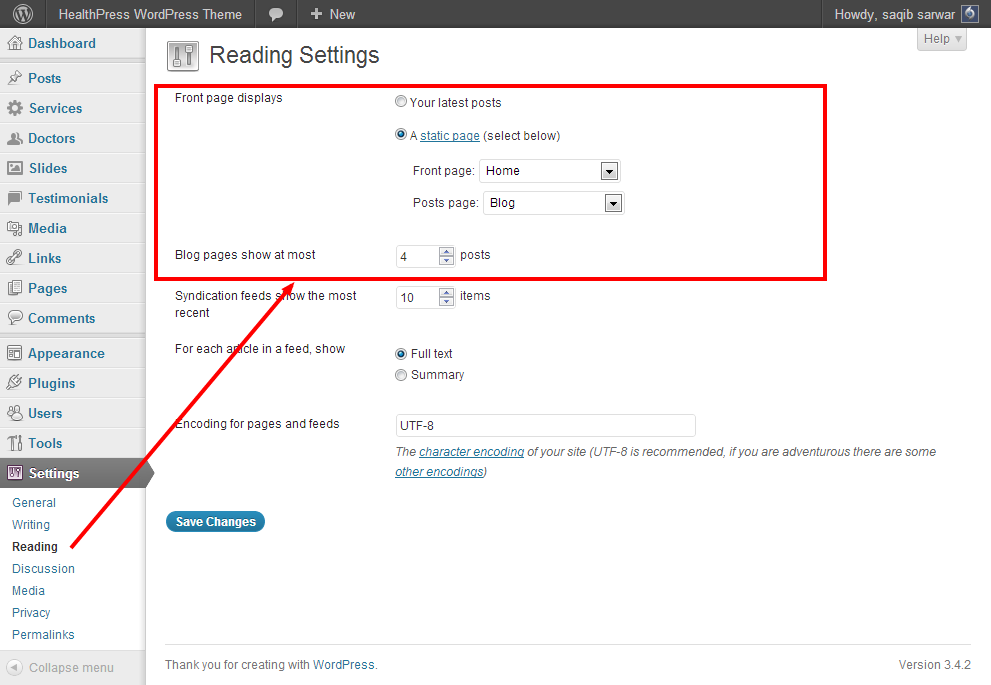 HealthPress WordPress Theme
New
Howdy, saqib sarwar
Help
Dashboard
Posts
Services
Doctors
Slides
Testimonials
Media
Links
Pages
Comments
Appearance
Plugins
Users
Tools
Settings
General
Writing
Reading
Discussion
Media
Privacy
Permalinks
Collapse menu
Reading Settings
Front page displays
Your latest posts
A static page (select below)
Front page: Home
Posts page: Blog
Blog pages show at most 4 posts
Syndication feeds show the most 10 items
recent
For each article in a feed, show
Full text
Summary
Encoding for pages and feeds
UTF-8
The character encoding of your site (UTF-8 is recommended, if you are adventurous there are some
other encodings)
Save Changes
Thank you for creating with WordPress.
Version 3.4.2